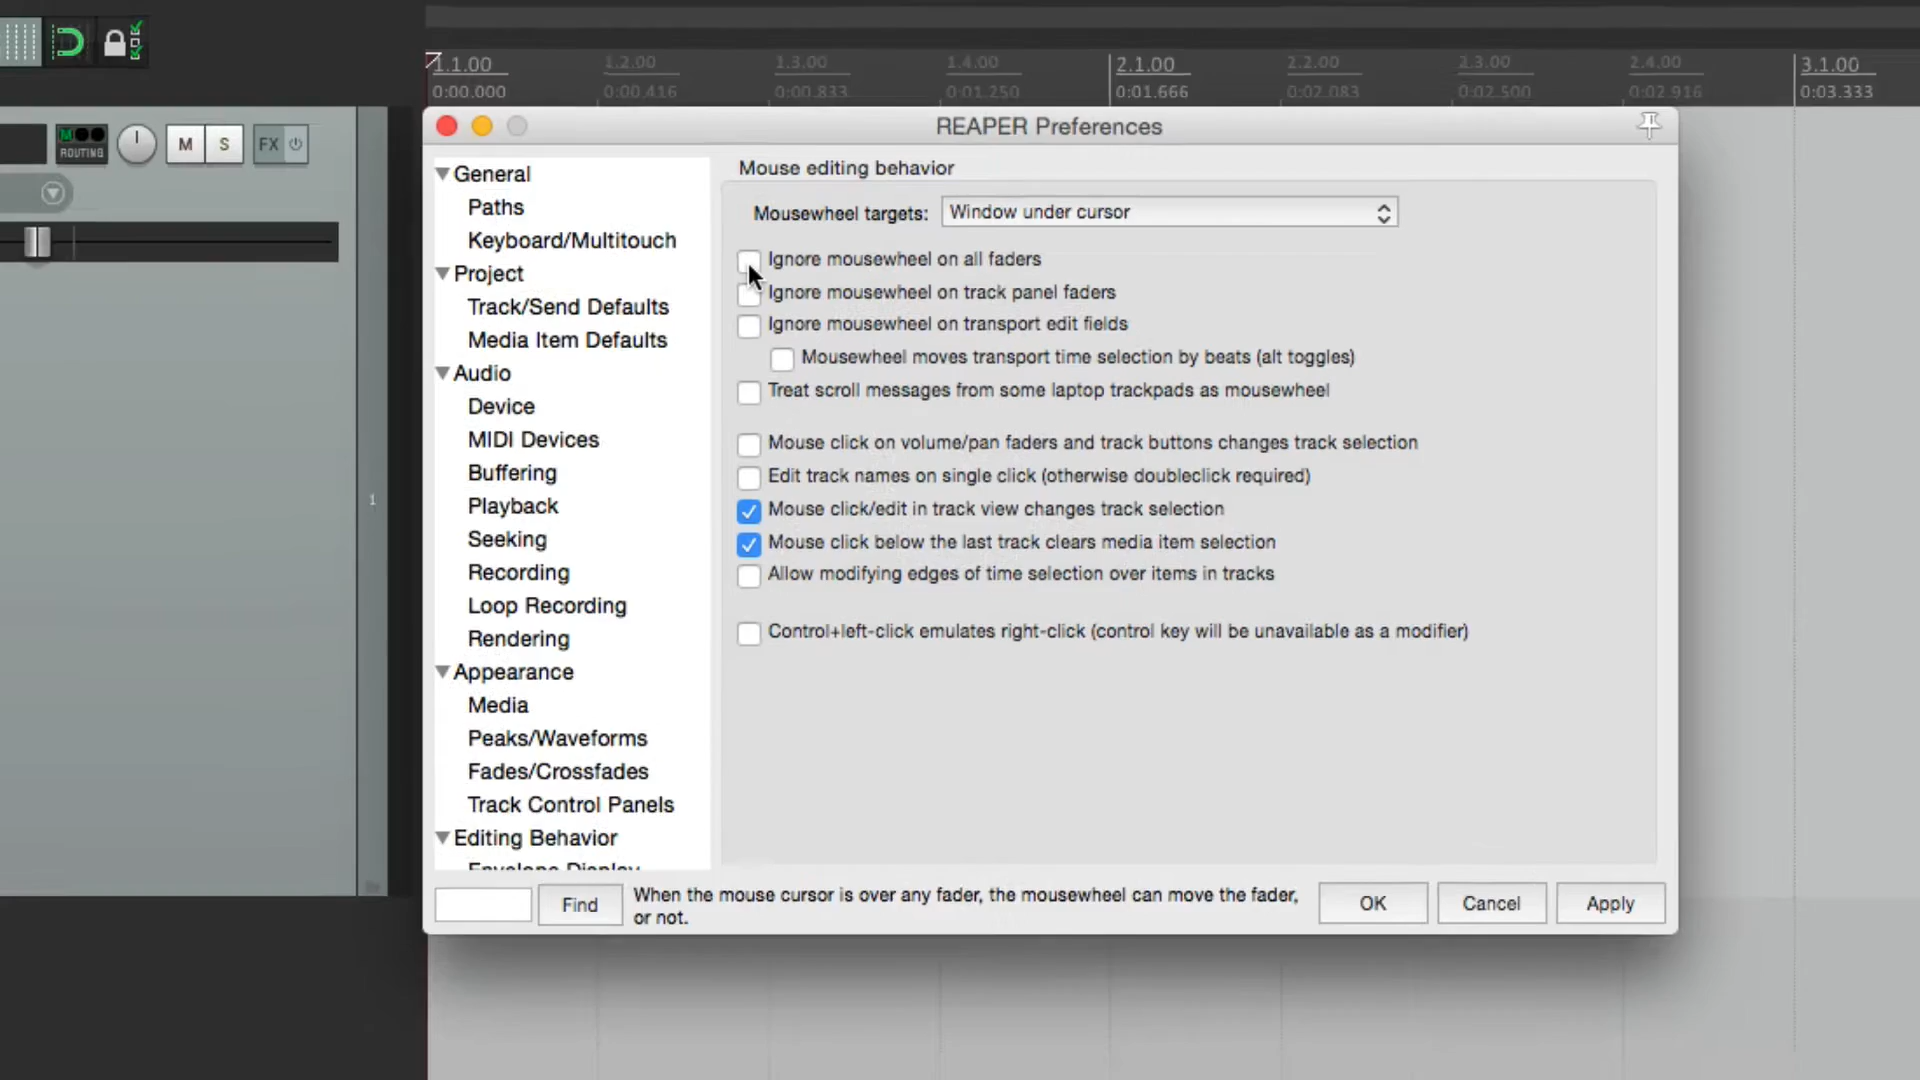 1.1.00 1.2.00 1.3.00 1.4.00 2.1.00 2.2.00 2.3.00 2.4.00 3.1.00
0:00.000 0:00.416 0:00.833 0:01.250 0:01.666 0:02.083 0:02.500 0:02.916 0:03.333
M
ROUTING
M S FX
1
REAPER Preferences
General
Paths
Keyboard/Multitouch
Project
Track/Send Defaults
Media Item Defaults
Audio
Device
MIDI Devices
Buffering
Playback
Seeking
Recording
Loop Recording
Rendering
Appearance
Media
Peaks/Waveforms
Fades/Crossfades
Track Control Panels
Editing Behavior
Envelope Display
Mouse editing behavior
Mousewheel targets: Window under cursor
Ignore mousewheel on all faders
Ignore mousewheel on track panel faders
Ignore mousewheel on transport edit fields
Mousewheel moves transport time selection by beats (alt toggles)
Treat scroll messages from some laptop trackpads as mousewheel
Mouse click on volume/pan faders and track buttons changes track selection
Edit track names on single click (otherwise doubleclick required)
Mouse click/edit in track view changes track selection
Mouse click below the last track clears media item selection
Allow modifying edges of time selection over items in tracks
Control+left-click emulates right-click (control key will be unavailable as a modifier)
Find
When the mouse cursor is over any fader, the mousewheel can move the fader,
or not.
OK Cancel Apply